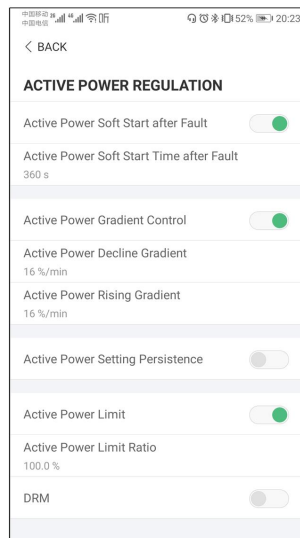 中国移动 2G 4G
中国电信
52% 20:23
BACK
ACTIVE POWER REGULATION
Active Power Soft Start after Fault
Active Power Soft Start Time after Fault
360 s
Active Power Gradient Control
Active Power Decline Gradient
16 %/min
Active Power Rising Gradient
16 %/min
Active Power Setting Persistence
Active Power Limit
Active Power Limit Ratio
100.0 %
DRM